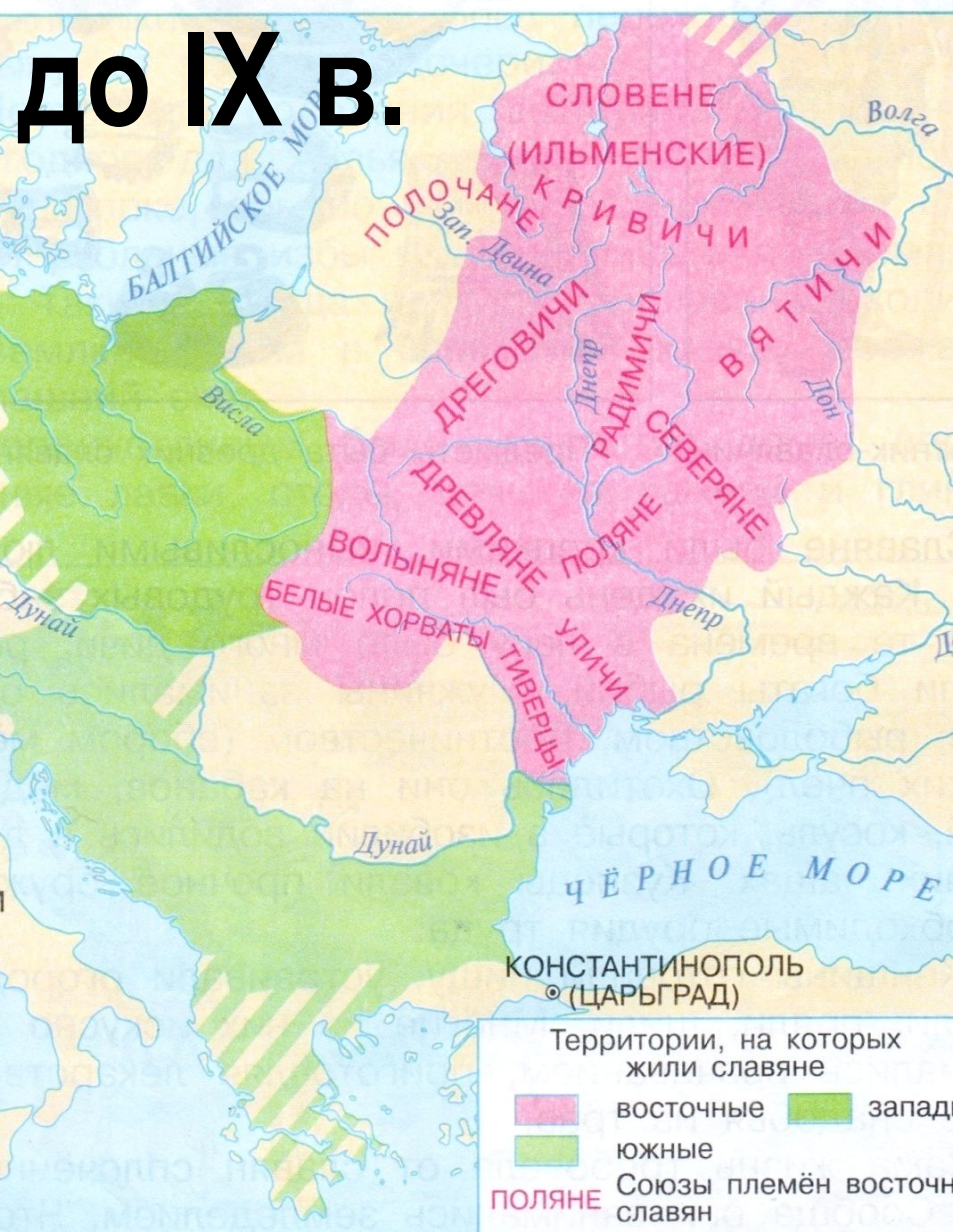 до IX в.
БАЛТИЙСКОЕ МОР
СЛОВЕНЕ
(ИЛЬМЕНСКИЕ)
Волга
ПОЛОЧАНЕ
КРИВИЧИ
Зап. Двина
ВЯТИЧИ
ДРЕГОВИЧИ
Днепр
РАДИМИЧИ
Дон
Висла
СЕВЕРЯНЕ
ДРЕВЛЯНЕ
ПОЛЯНЕ
ВОЛЫНЯНЕ
БЕЛЫЕ ХОРВАТЫ
Дунай
Днепр
УЛИЧИ
ТИВЕРЦЫ
Дунай
ЧЁРНОЕ МОРЕ
КОНСТАНТИНОПОЛЬ
(ЦАРЬГРАД)
Территории, на которых
жили славяне
восточные
запад
южные
ПОЛЯНЕ
Союзы племён восточн
славян